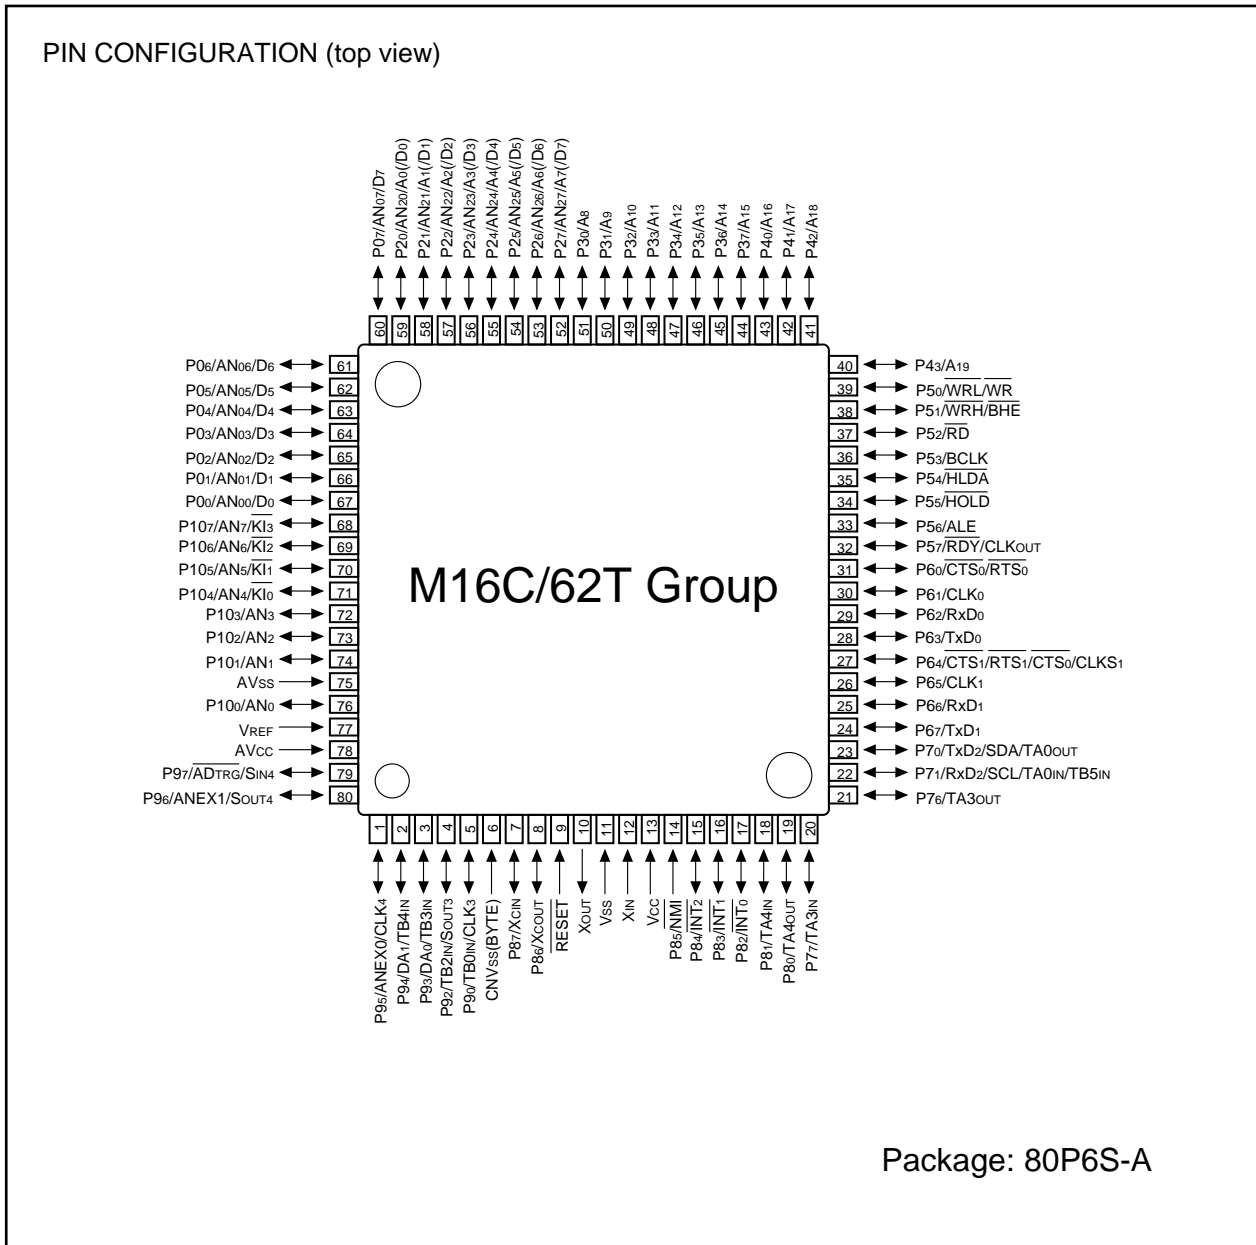 PIN CONFIGURATION (top view)
P07/AN07/D7
P20/AN20/A0(/D0)
P21/AN21/A1(/D1)
P22/AN22/A2(/D2)
P23/AN23/A3(/D3)
P24/AN24/A4(/D4)
P25/AN25/A5(/D5)
P26/AN26/A6(/D6)
P27/AN27/A7(/D7)
P30/A8
P31/A9
P32/A10
P33/A11
P34/A12
P35/A13
P36/A14
P37/A15
P40/A16
P41/A17
P42/A18
60 59 58 57 56 55 54 53 52 51 50 49 48 47 46 45 44 43 42 41
P06/AN06/D6 61
P05/AN05/D5 62
P04/AN04/D4 63
P03/AN03/D3 64
P02/AN02/D2 65
P01/AN01/D1 66
P00/AN00/D0 67
P107/AN7/KI3 68
P106/AN6/KI2 69
P105/AN5/KI1 70
P104/AN4/KI0 71
P103/AN3 72
P102/AN2 73
P101/AN1 74
AVSS 75
P100/AN0 76
VREF 77
AVCC 78
P97/ADTRG/SIN4 79
P96/ANEX1/SOUT4 80
M16C/62T Group
40 P43/A19
39 P50/WRL/WR
38 P51/WRH/BHE
37 P52/RD
36 P53/BCLK
35 P54/HLDA
34 P55/HOLD
33 P56/ALE
32 P57/RDY/CLKOUT
31 P60/CTS0/RTS0
30 P61/CLK0
29 P62/RxD0
28 P63/TxD0
27 P64/CTS1/RTS1/CTS0/CLKS1
26 P65/CLK1
25 P66/RxD1
24 P67/TxD1
23 P70/TxD2/SDA/TA0OUT
22 P71/RxD2/SCL/TA0IN/TB5IN
21 P76/TA3OUT
1 2 3 4 5 6 7 8 9 10 11 12 13 14 15 16 17 18 19 20
P95/ANEX0/CLK4
P94/DA1/TB4IN
P93/DA0/TB3IN
P92/TB2IN/SOUT3
P90/TB0IN/CLK3
CNVSS(BYTE)
P87/XCIN
P86/XCOUT
RESET
XOUT
VSS
XIN
VCC
P85/NMI
P84/INT2
P83/INT1
P82/INT0
P81/TA4IN
P80/TA4OUT
P77/TA3IN
Package: 80P6S-A